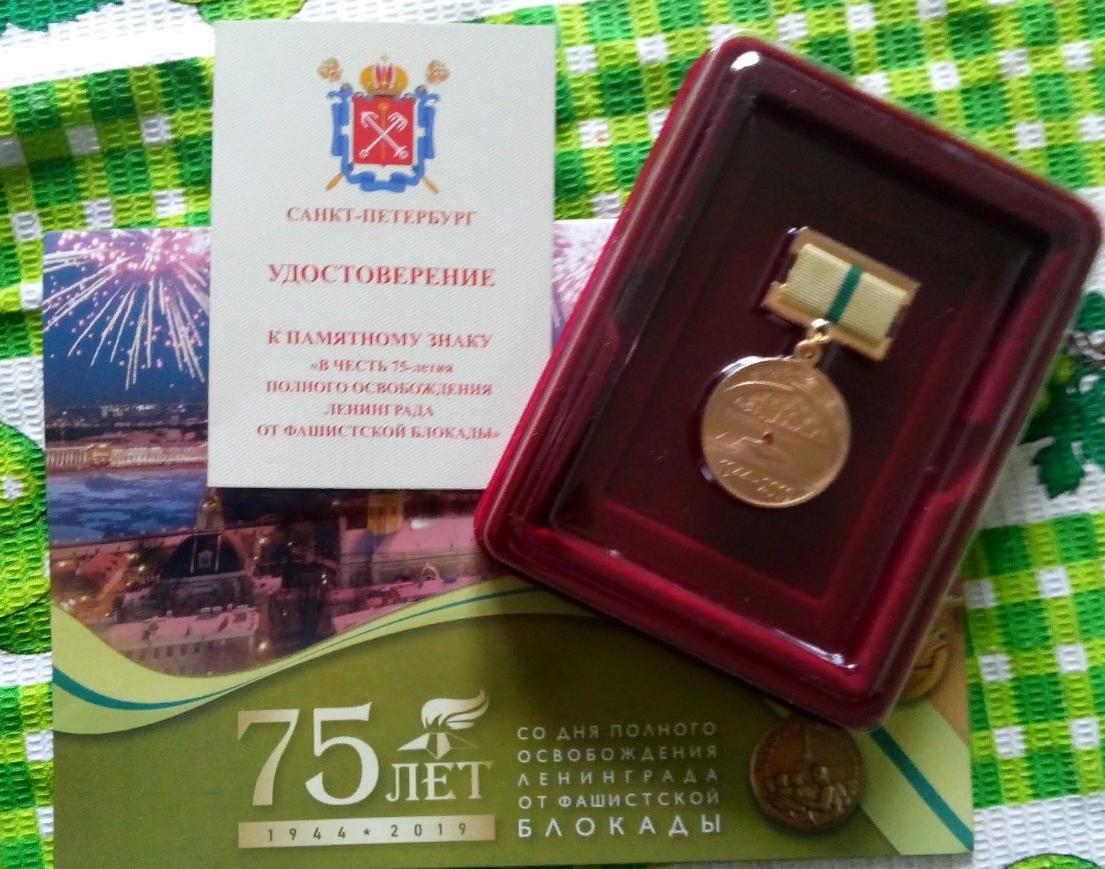 САНКТ-ПЕТЕРБУРГ
УДОСТОВЕРЕНИЕ
К ПАМЯТНОМУ ЗНАКУ
«В ЧЕСТЬ 75-летия
ПОЛНОГО ОСВОБОЖДЕНИЯ
ЛЕНИНГРАДА
ОТ ФАШИСТСКОЙ БЛОКАДЫ»
75 ЛЕТ
1944 ★ 2019
СО ДНЯ ПОЛНОГО
ОСВОБОЖДЕНИЯ
ЛЕНИНГРАДА
ОТ ФАШИСТСКОЙ
БЛОКАДЫ